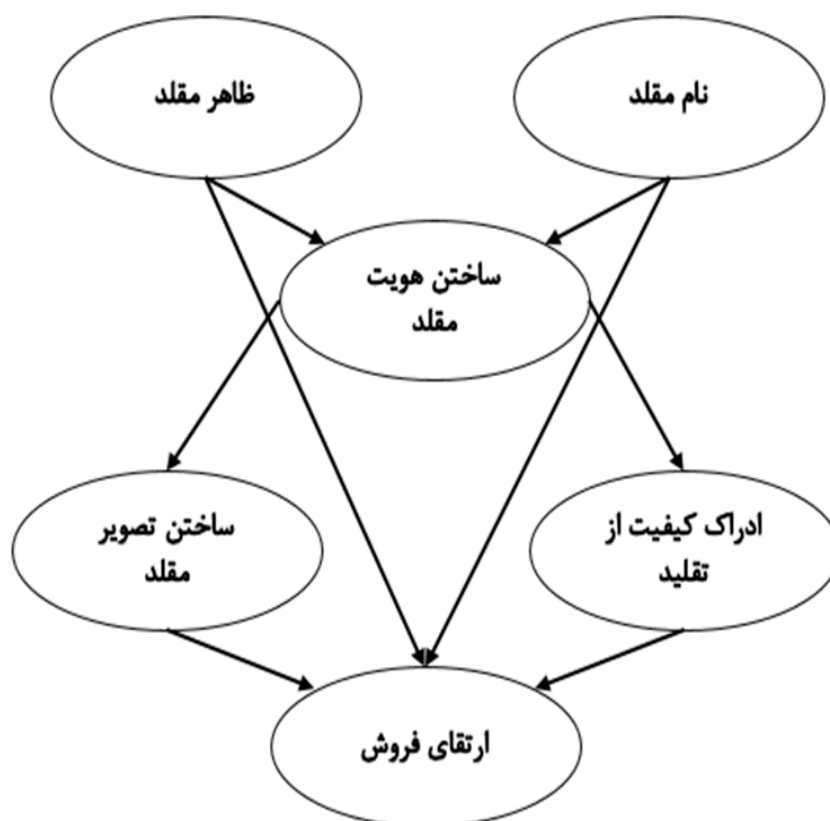 نام مقلد
ظاهر مقلد
ساختن هویت
مقلد
ادراک کیفیت از
تقلید
ساختن تصویر
مقلد
ارتقای فروش